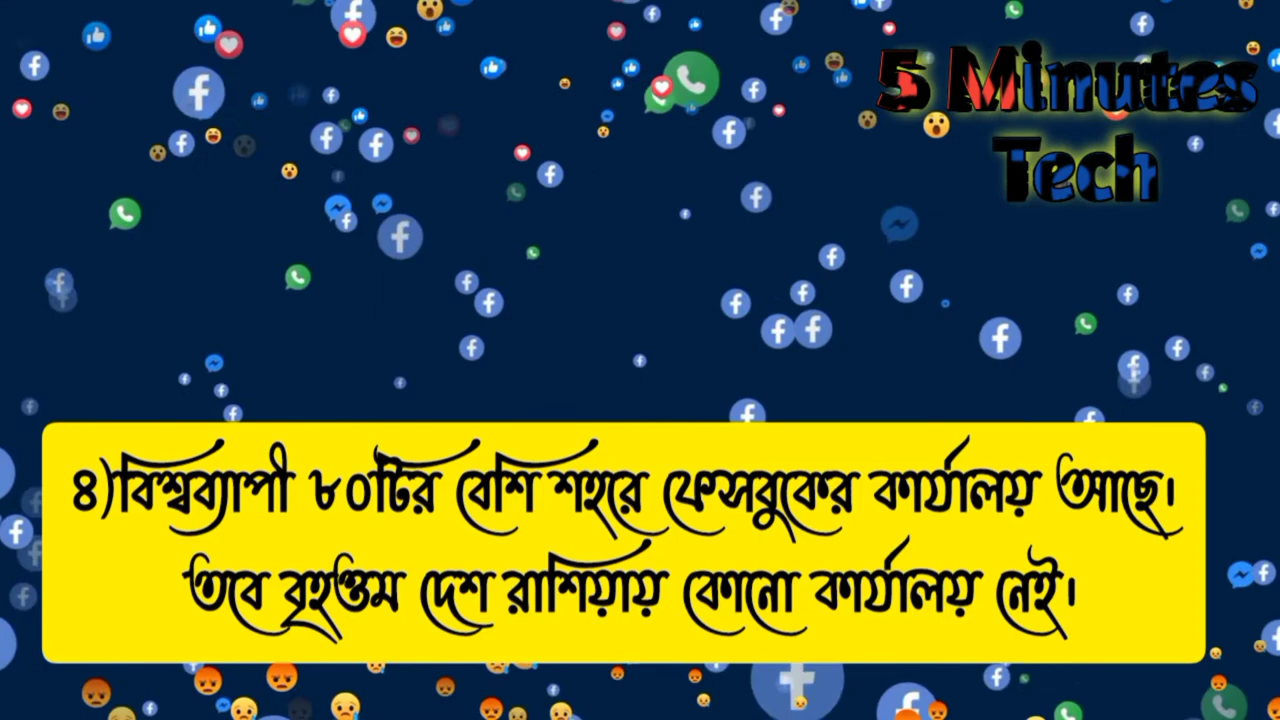 5 Minutes
Tech
৪)বিশ্বব্যাপী ৮০টির বেশি শহরে ফেসবুকের কার্যালয় আছে।
তবে বৃহত্তম দেশ রাশিয়ায় কোনো কার্যালয় নেই।